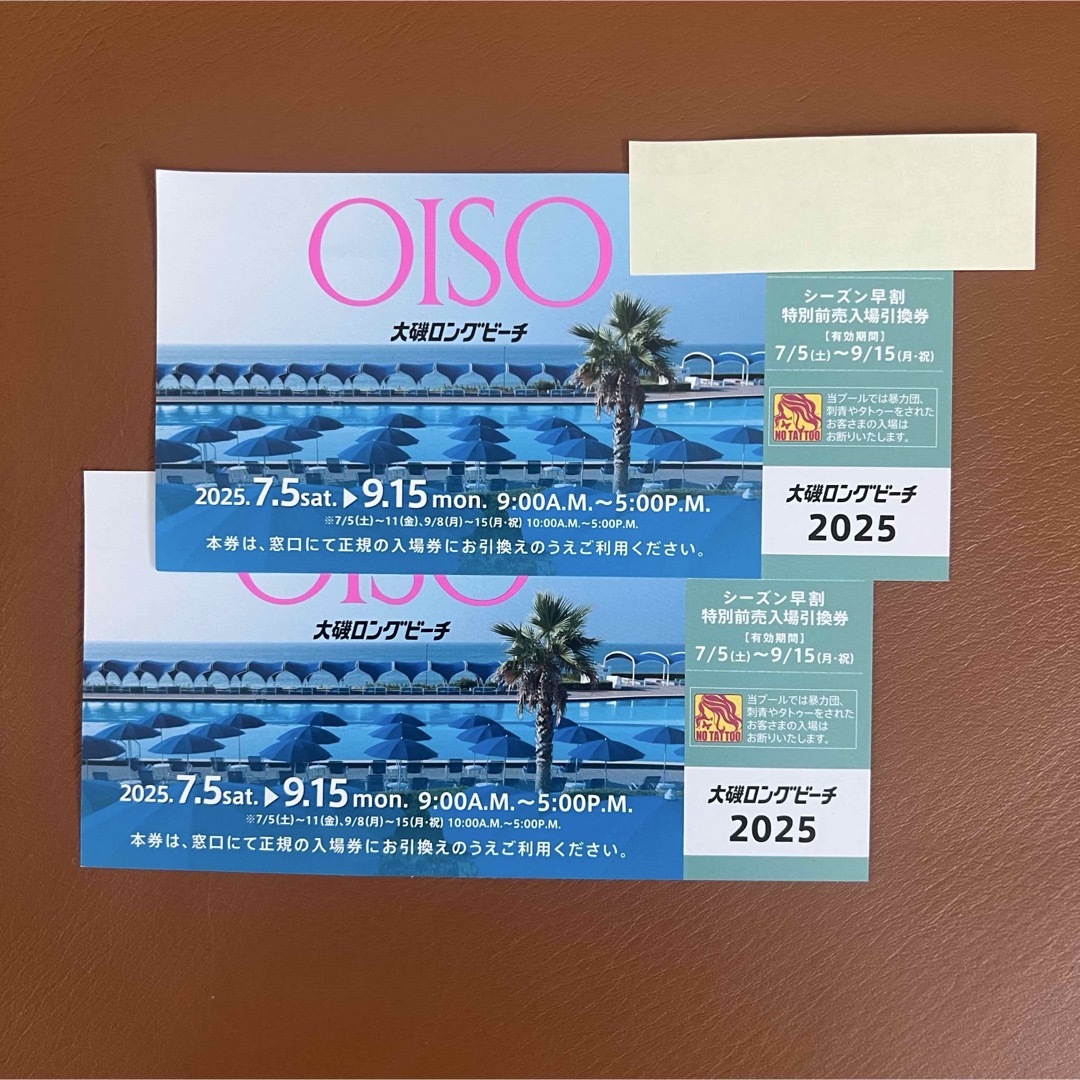 OISO
大磯ロングビーチ
2025. 7.5sat. ▶ 9.15 mon. 9:00A.M.～5:00P.M.
※7/5(土)～11(金)、9/8(月)～15(月・祝) 10:00A.M.～5:00P.M.
本券は、窓口にて正規の入場券にお引換えのうえご利用ください。
シーズン早割
特別前売入場引換券
【有効期間】
7/5(土)～9/15(月・祝)
NO TATTOO
当プールでは暴力団、
刺青やタトゥーをされた
お客さまの入場は
お断りいたします。
大磯ロングビーチ
2025
OISO
大磯ロングビーチ
2025. 7.5sat. ▶ 9.15 mon. 9:00A.M.～5:00P.M.
※7/5(土)～11(金)、9/8(月)～15(月・祝) 10:00A.M.～5:00P.M.
本券は、窓口にて正規の入場券にお引換えのうえご利用ください。
シーズン早割
特別前売入場引換券
【有効期間】
7/5(土)～9/15(月・祝)
NO TATTOO
当プールでは暴力団、
刺青やタトゥーをされた
お客さまの入場は
お断りいたします。
大磯ロングビーチ
2025